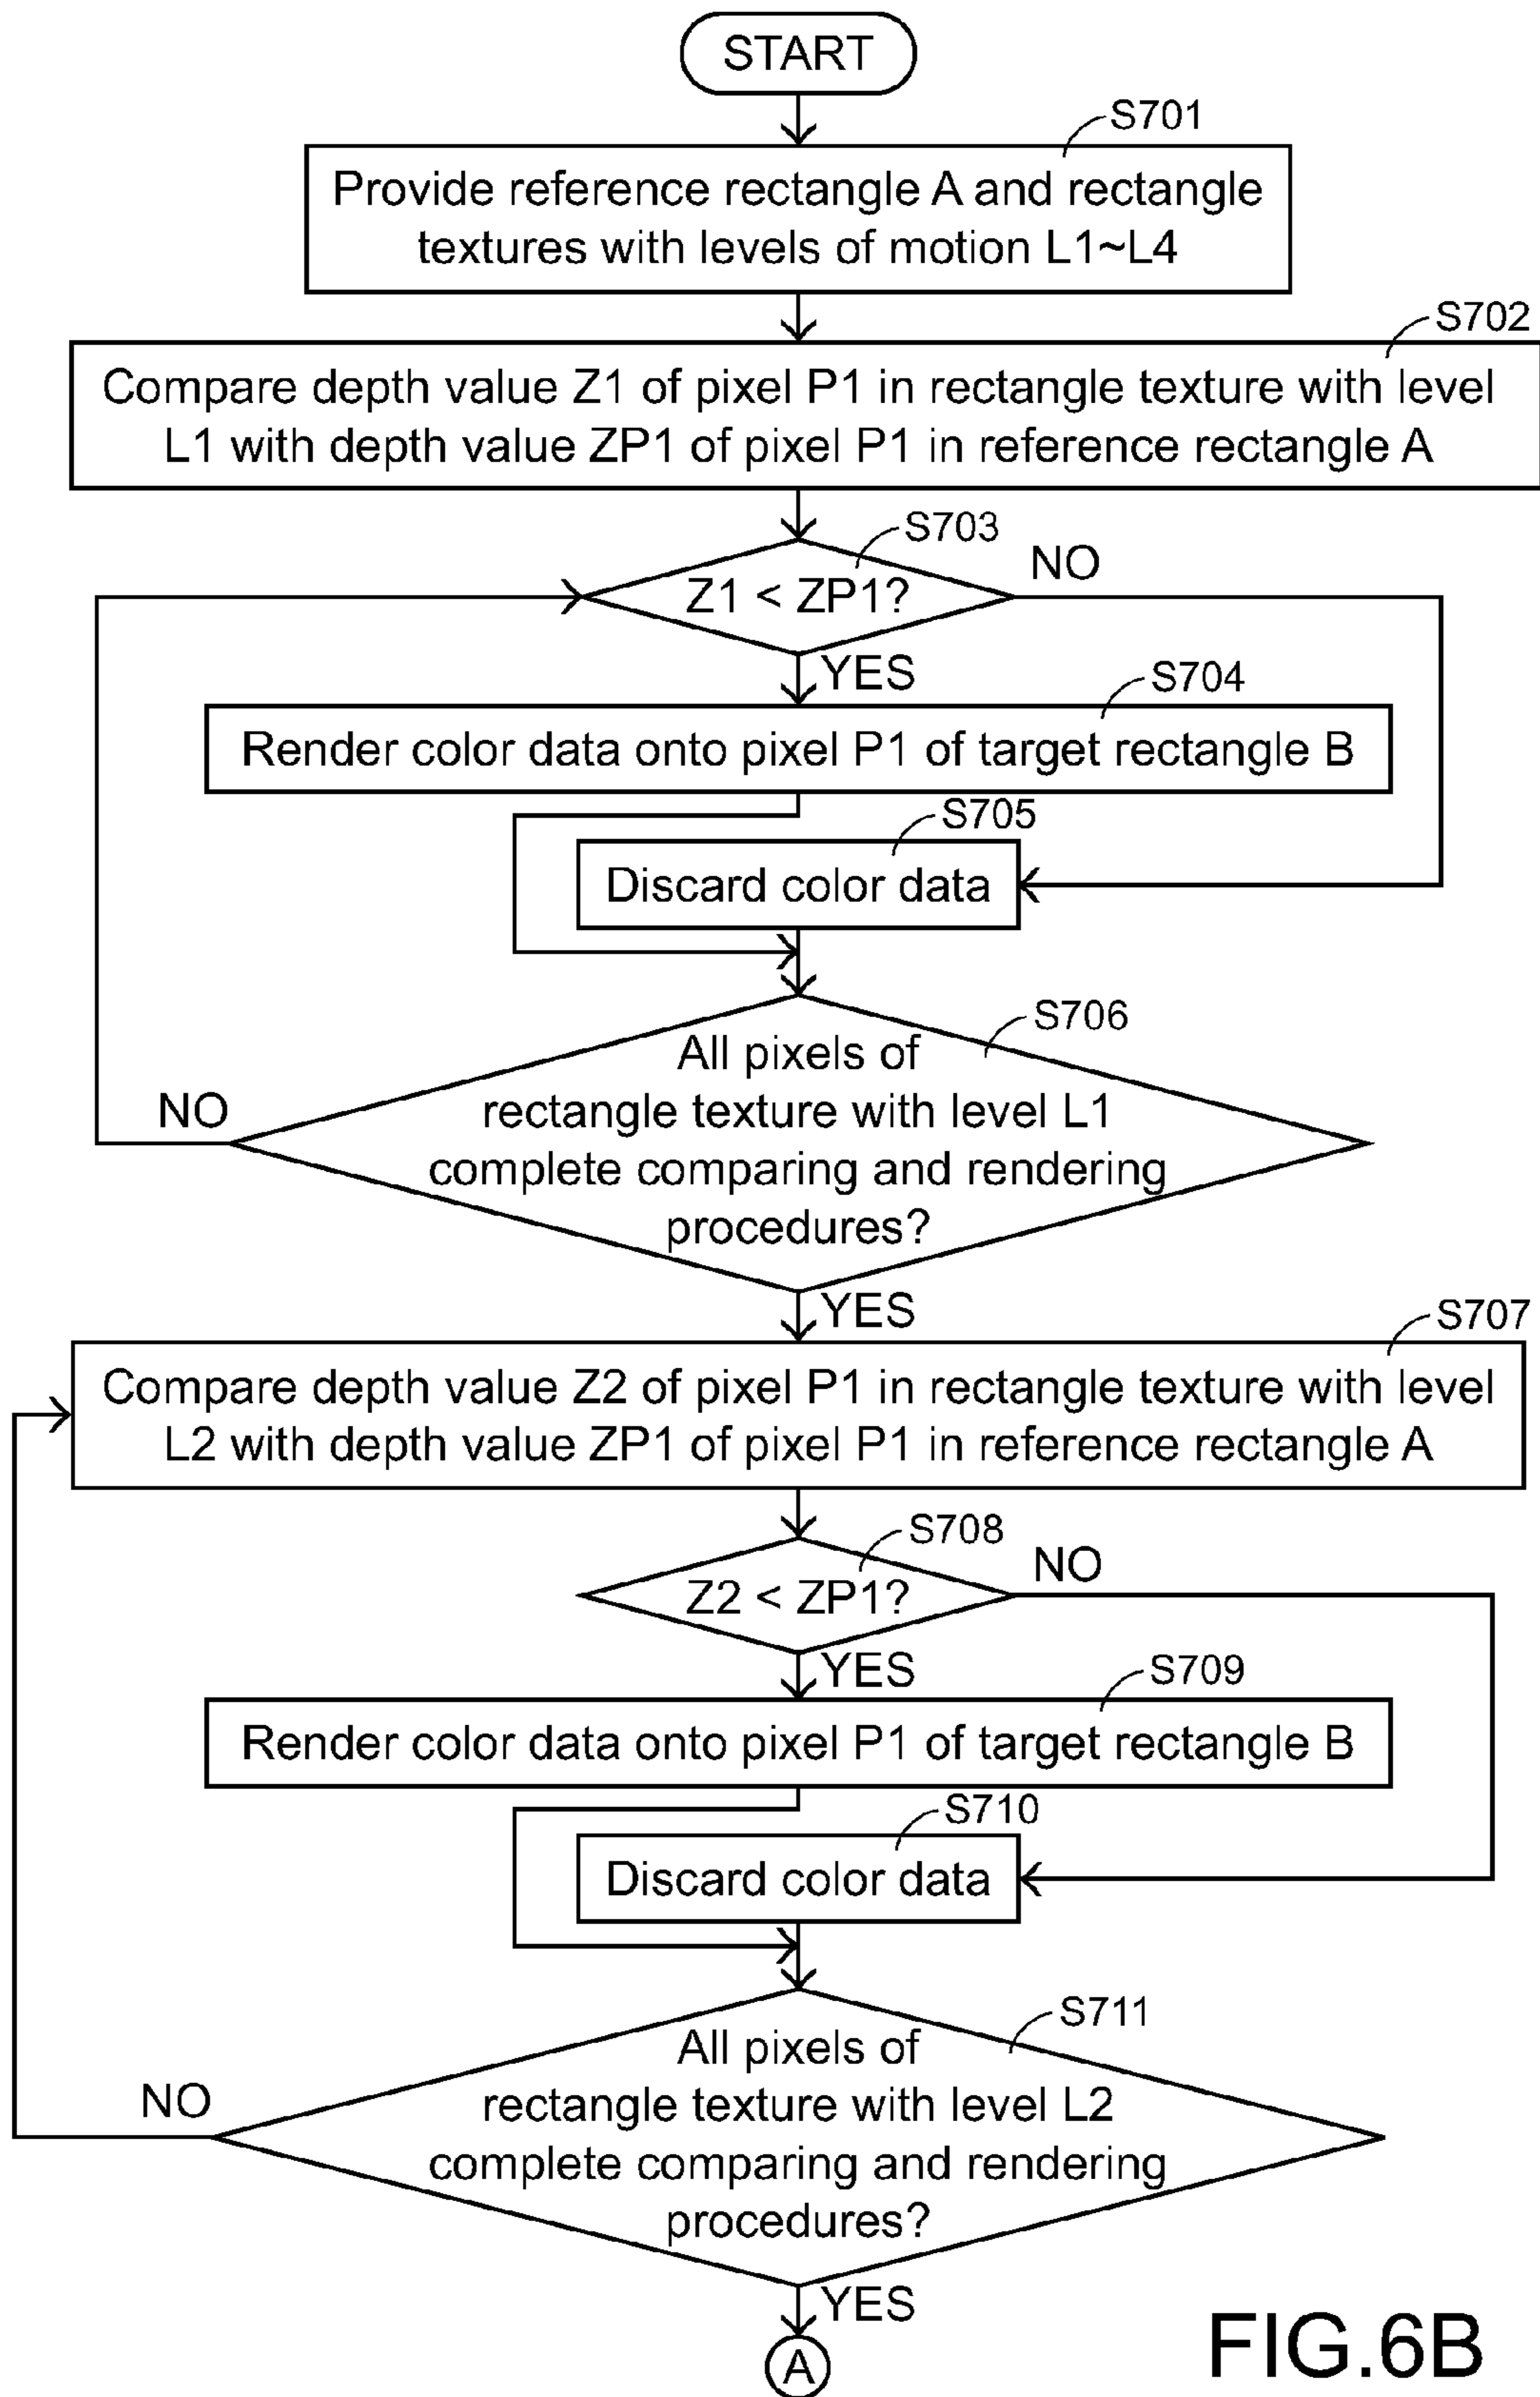 START
S701
Provide reference rectangle A and rectangle
textures with levels of motion L1~L4
S702
Compare depth value Z1 of pixel P1 in rectangle texture with level
L1 with depth value ZP1 of pixel P1 in reference rectangle A
S703
NO
Z1 < ZP1?
YES
S704
Render color data onto pixel P1 of target rectangle B
S705
Discard color data
S706
All pixels of
NO
rectangle texture with level L1
complete comparing and rendering
procedures?
YES
S707
Compare depth value Z2 of pixel P1 in rectangle texture with level
L2 with depth value ZP1 of pixel P1 in reference rectangle A
S708
NO
Z2 < ZP1?
YES
S709
Render color data onto pixel P1 of target rectangle B
S710
Discard color data
S711
All pixels of
NO
rectangle texture with level L2
complete comparing and rendering
procedures?
YES
A
FIG.6B